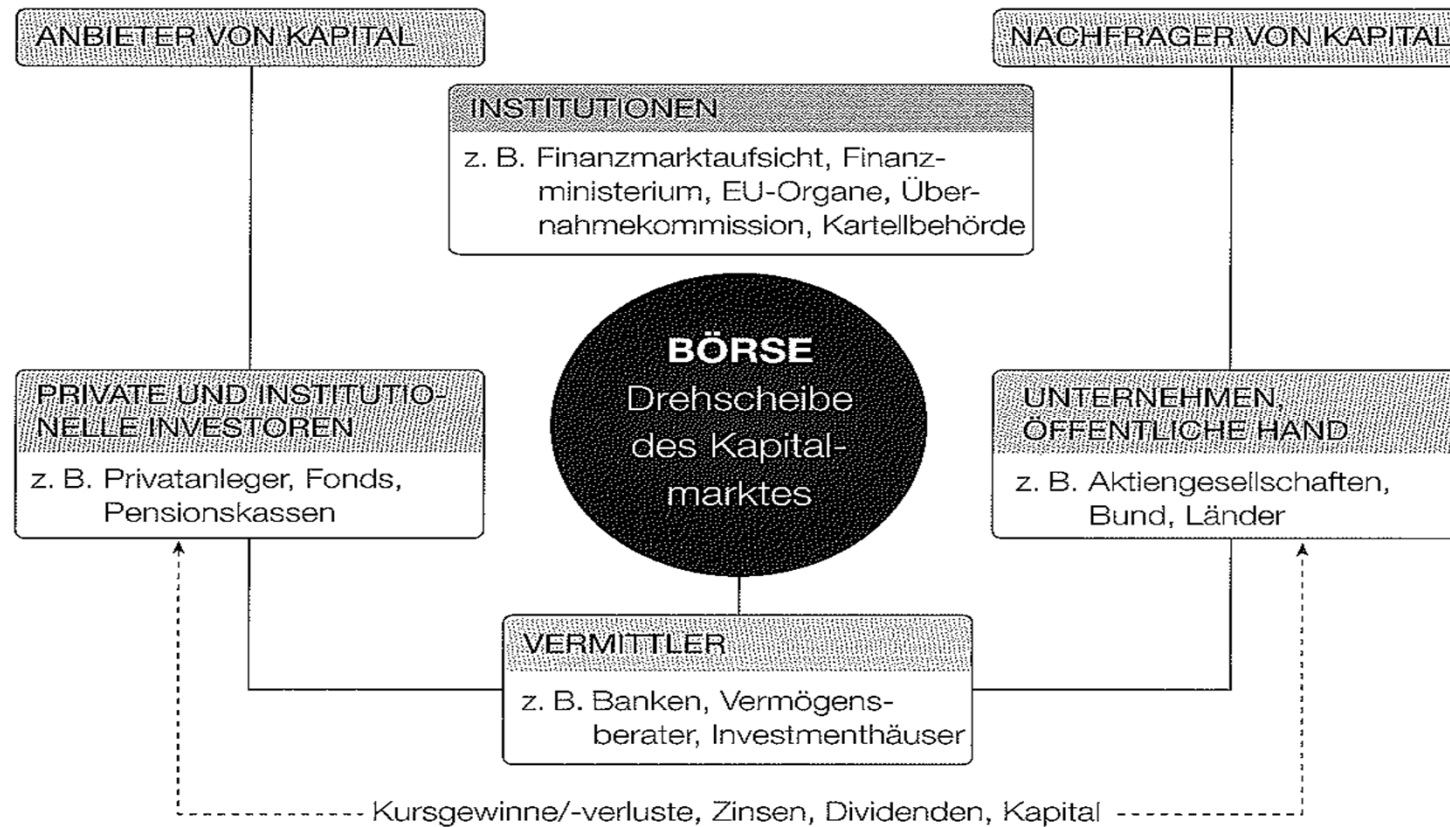 ANBIETER VON KAPITAL
NACHFRAGER VON KAPITAL
INSTITUTIONEN
z. B. Finanzmarktaufsicht, Finanz-
ministerium, EU-Organe, Über-
nahmekommission, Kartellbehörde
BÖRSE
Drehscheibe
des Kapital-
marktes
PRIVATE UND INSTITUTIO-
NELLE INVESTOREN
z. B. Privatanleger, Fonds,
Pensionskassen
UNTERNEHMEN,
ÖFFENTLICHE HAND
z. B. Aktiengesellschaften,
Bund, Länder
VERMITTLER
z. B. Banken, Vermögens-
berater, Investmenthäuser
Kursgewinne/-verluste, Zinsen, Dividenden, Kapital